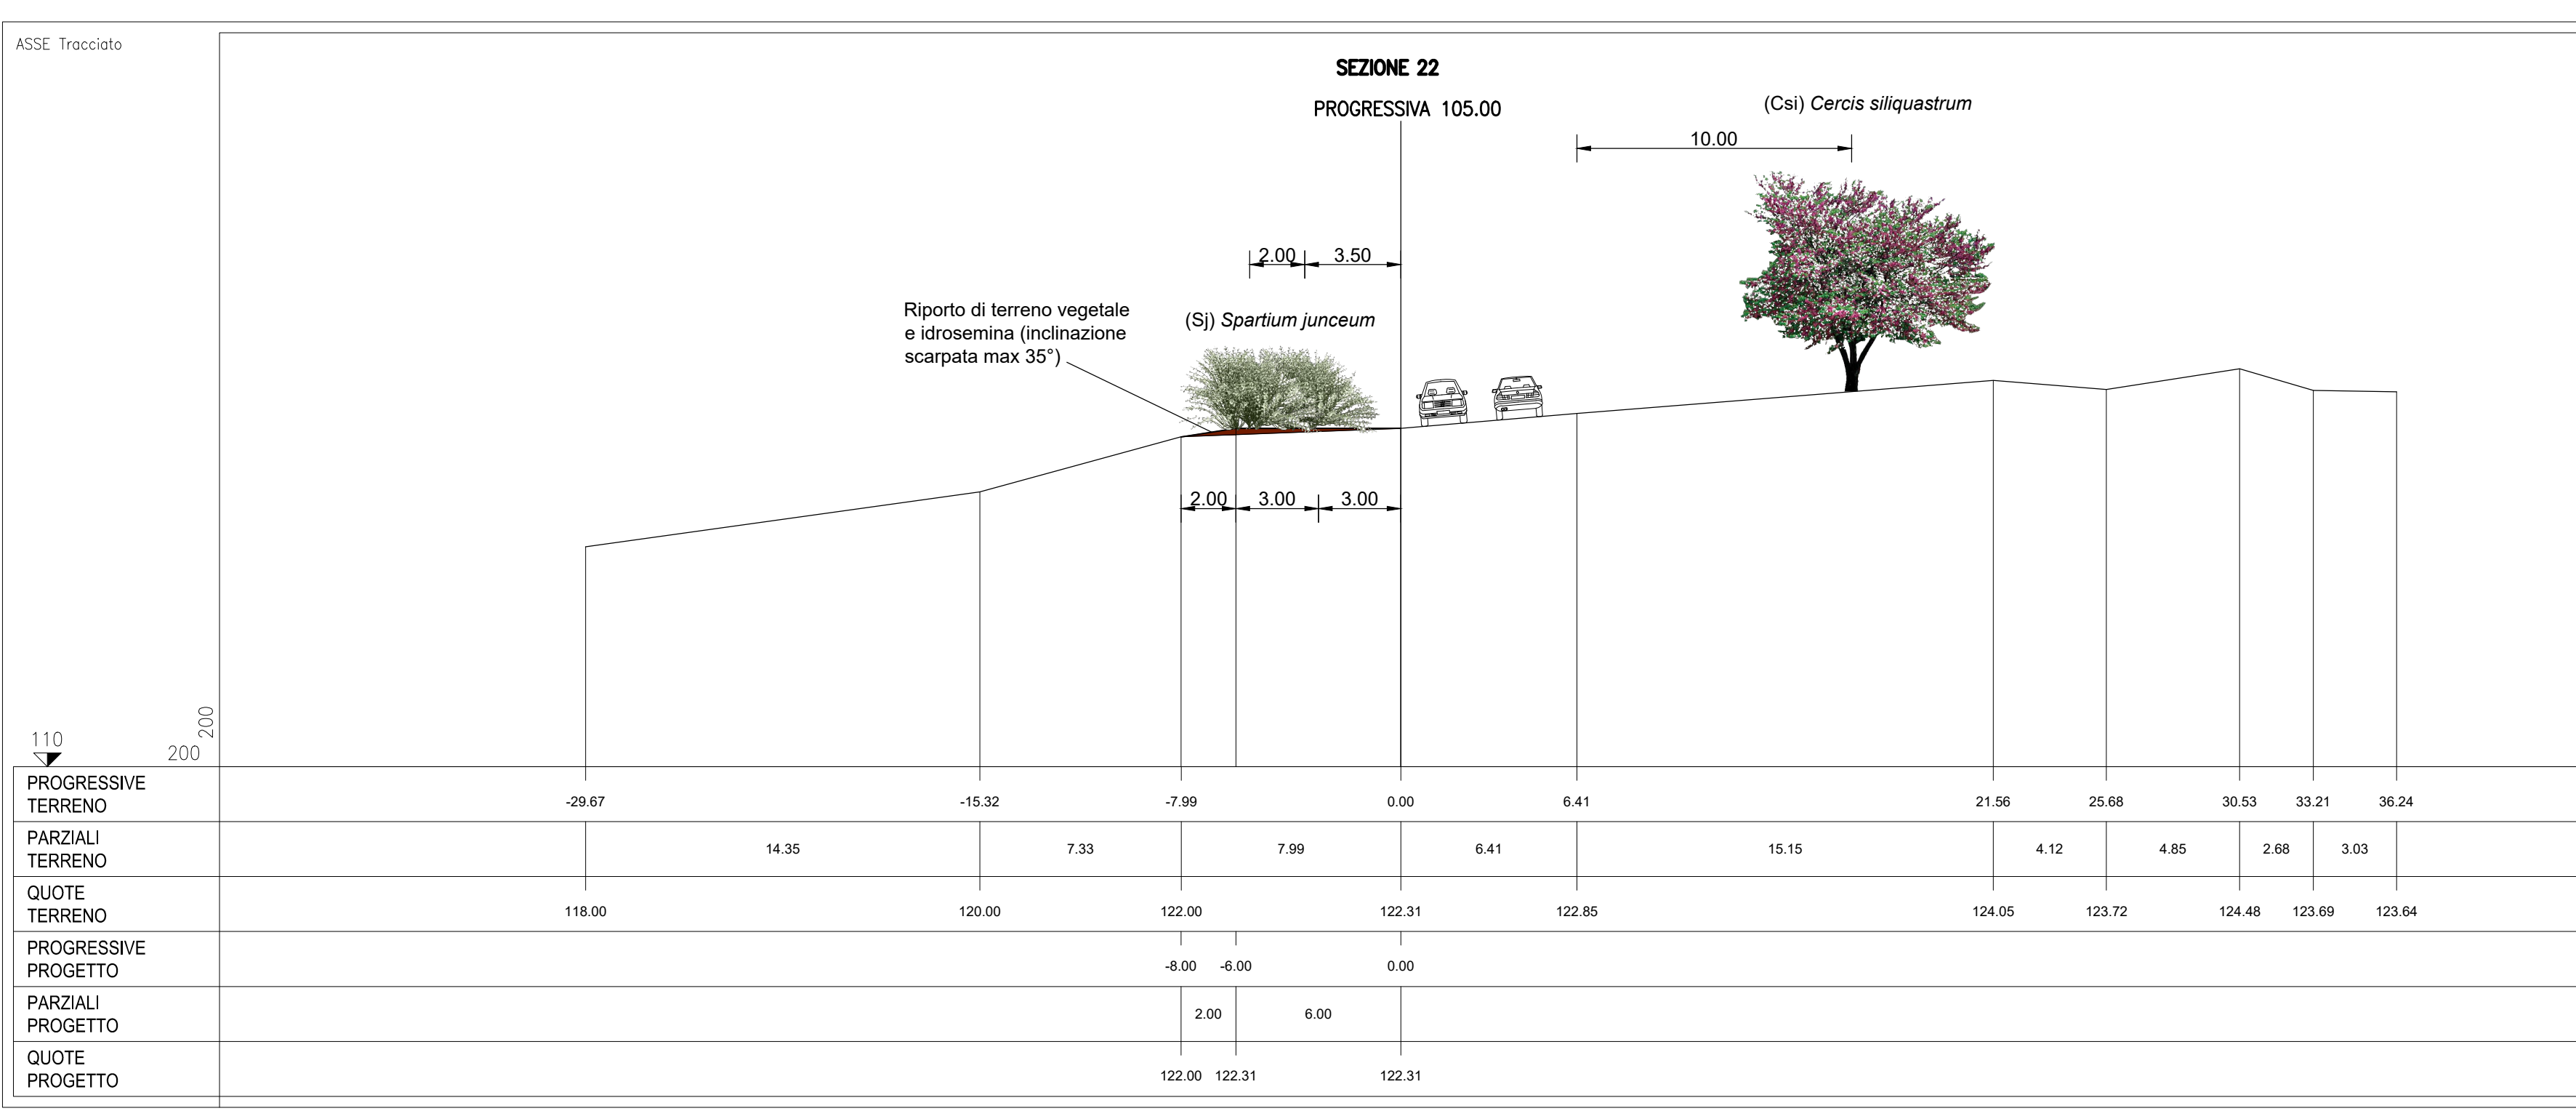 ASSE Tracciato
SEZIONE 22
PROGRESSIVA 105.00
(Csi) Cercis siliquastrum
10.00
2.00 3.50
Riporto di terreno vegetale
e idrosemina (inclinazione
scarpata max 35°)
(Sj) Spartium junceum
2.00 3.00 3.00
200
110
200
PROGRESSIVE
TERRENO
-29.67 -15.32 -7.99 0.00 6.41 21.56 25.68 30.53 33.21 36.24
PARZIALI
TERRENO
14.35 7.33 7.99 6.41 15.15 4.12 4.85 2.68 3.03
QUOTE
TERRENO
118.00 120.00 122.00 122.31 122.85 124.05 123.72 124.48 123.69 123.64
PROGRESSIVE
PROGETTO
-8.00 -6.00 0.00
PARZIALI
PROGETTO
2.00 6.00
QUOTE
PROGETTO
122.00 122.31 122.31